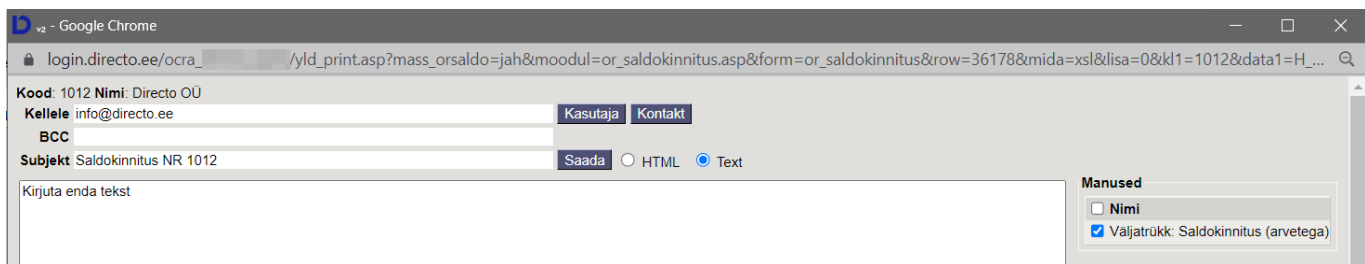 v2 - Google Chrome
login.directo.ee/ocra_ /yld_print.asp?mass_orsaldo=jah&moodul=or_saldokinnitus.asp&form=or_saldokinnitus&row=36178&mida=xsl&lisa=0&kl1=1012&data1=H_...
Kood: 1012 Nimi: Directo OÜ
Kellele info@directo.ee Kasutaja Kontakt
BCC
Subjekt Saldokinnitus NR 1012 Saada HTML Text
Kirjuta enda tekst
Manused
Nimi
Väljatrükk: Saldokinnitus (arvetega)